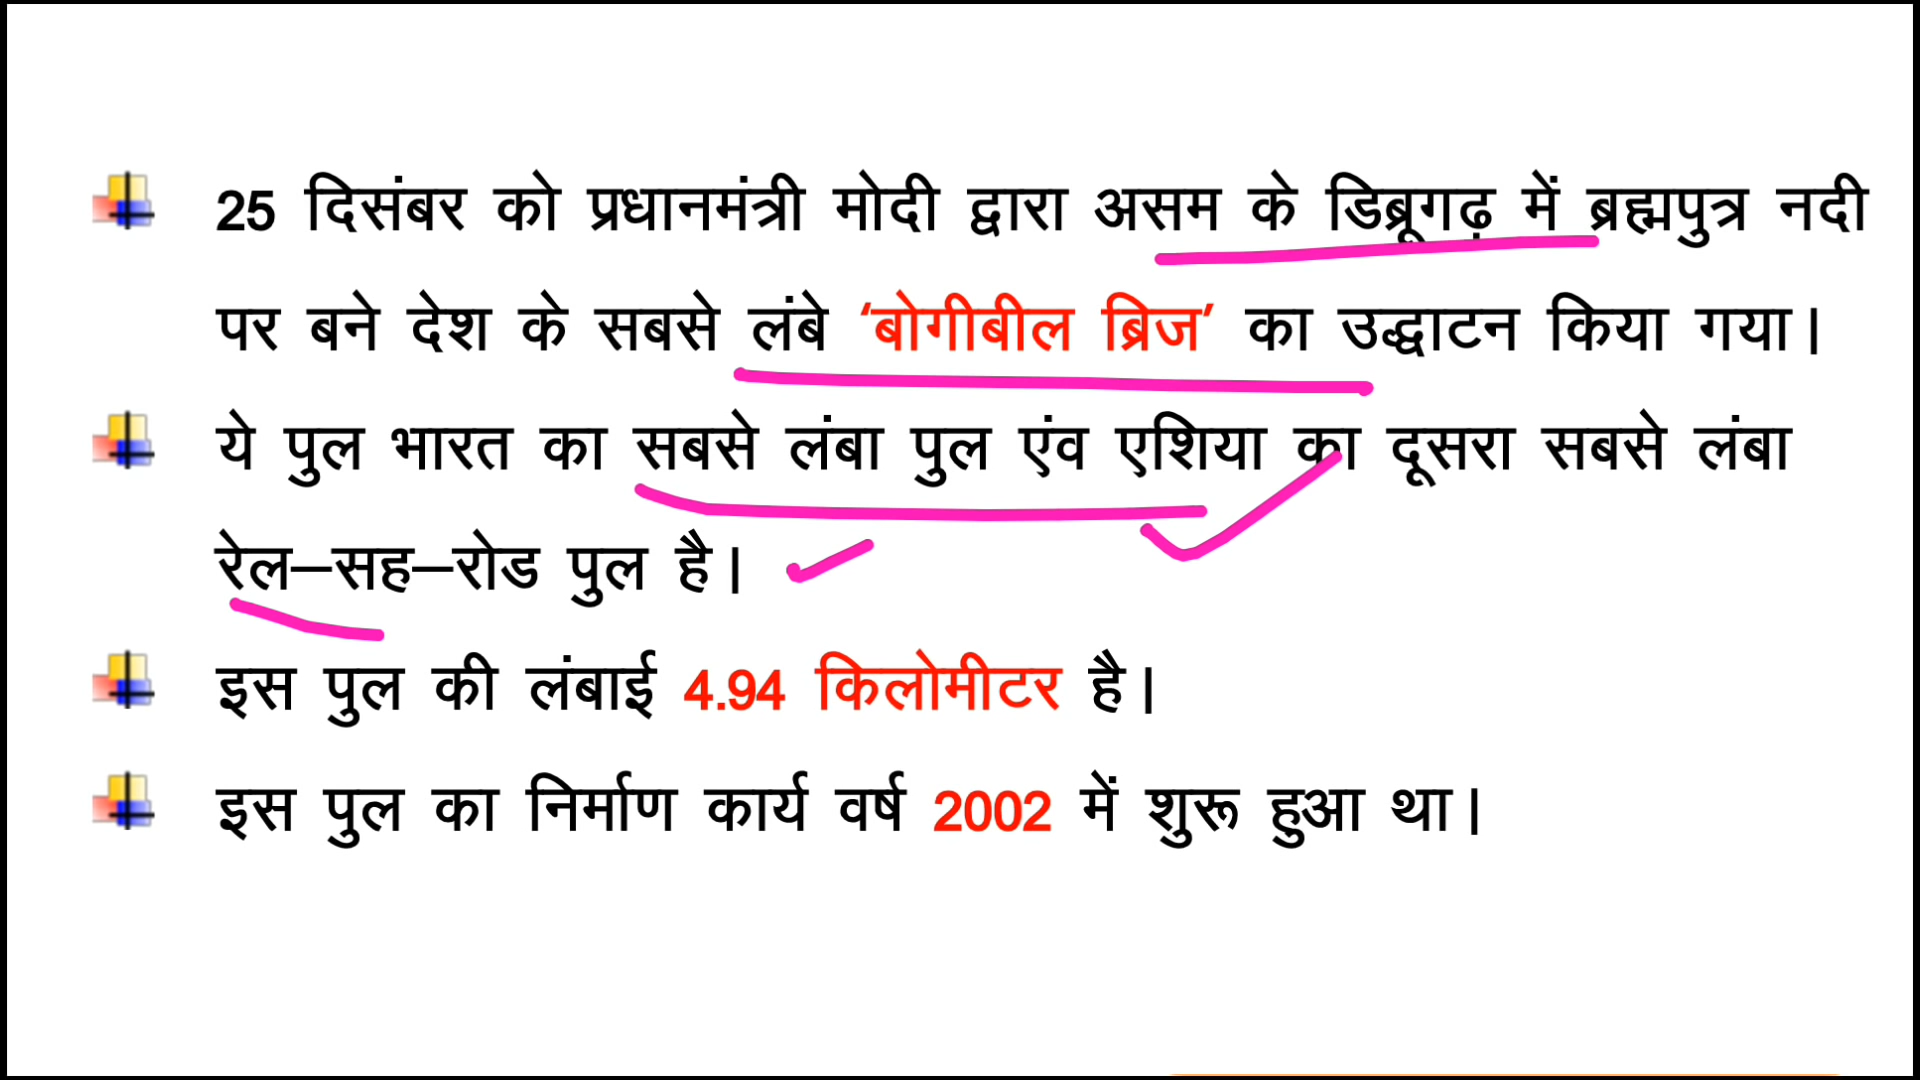 25 दिसंबर को प्रधानमंत्री मोदी द्वारा असम के डिब्रूगढ़ में ब्रह्मपुत्र नदी
पर बने देश के सबसे लंबे ‘बोगीबील ब्रिज’ का उद्धाटन किया गया।
ये पुल भारत का सबसे लंबा पुल एंव एशिया का दूसरा सबसे लंबा
रेल–सह–रोड पुल है।
इस पुल की लंबाई 4.94 किलोमीटर है।
इस पुल का निर्माण कार्य वर्ष 2002 में शुरू हुआ था।